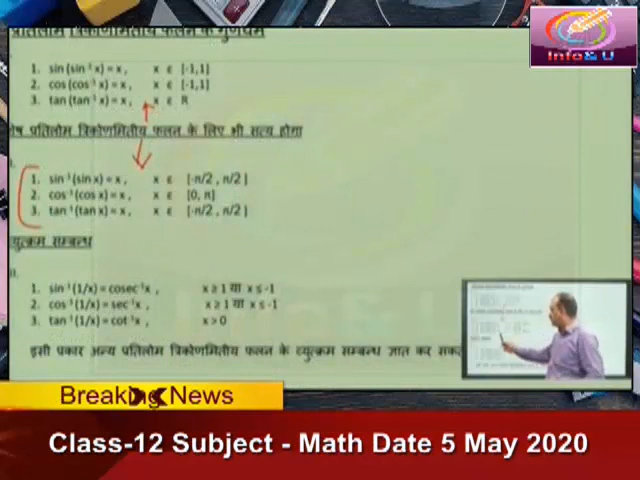 प्रतिलोम त्रिकोणमितीय फलन के गुणधर्म
Info & U
1. sin (sin⁻¹ x) = x, x ε [-1,1]
2. cos (cos⁻¹ x) = x, x ε [-1,1]
3. tan (tan⁻¹ x) = x, x ε R
प्रतिलोम त्रिकोणमितीय फलन के लिए भी सत्य होगा
1. sin⁻¹ (sin x) = x, x ε [-π/2 , π/2]
2. cos⁻¹ (cos x) = x, x ε [0, π]
3. tan⁻¹ (tan x) = x, x ε [-π/2 , π/2]
व्युत्क्रम सम्बन्ध
1. sin⁻¹ (1/x) = cosec⁻¹x, x ≥ 1 या x ≤ -1
2. cos⁻¹ (1/x) = sec⁻¹x, x ≥ 1 या x ≤ -1
3. tan⁻¹ (1/x) = cot⁻¹x, x > 0
इसी प्रकार अन्य प्रतिलोम त्रिकोणमितीय फलन के व्युत्क्रम सम्बन्ध ज्ञात कर सकत
Breaking News
Class-12 Subject - Math Date 5 May 2020